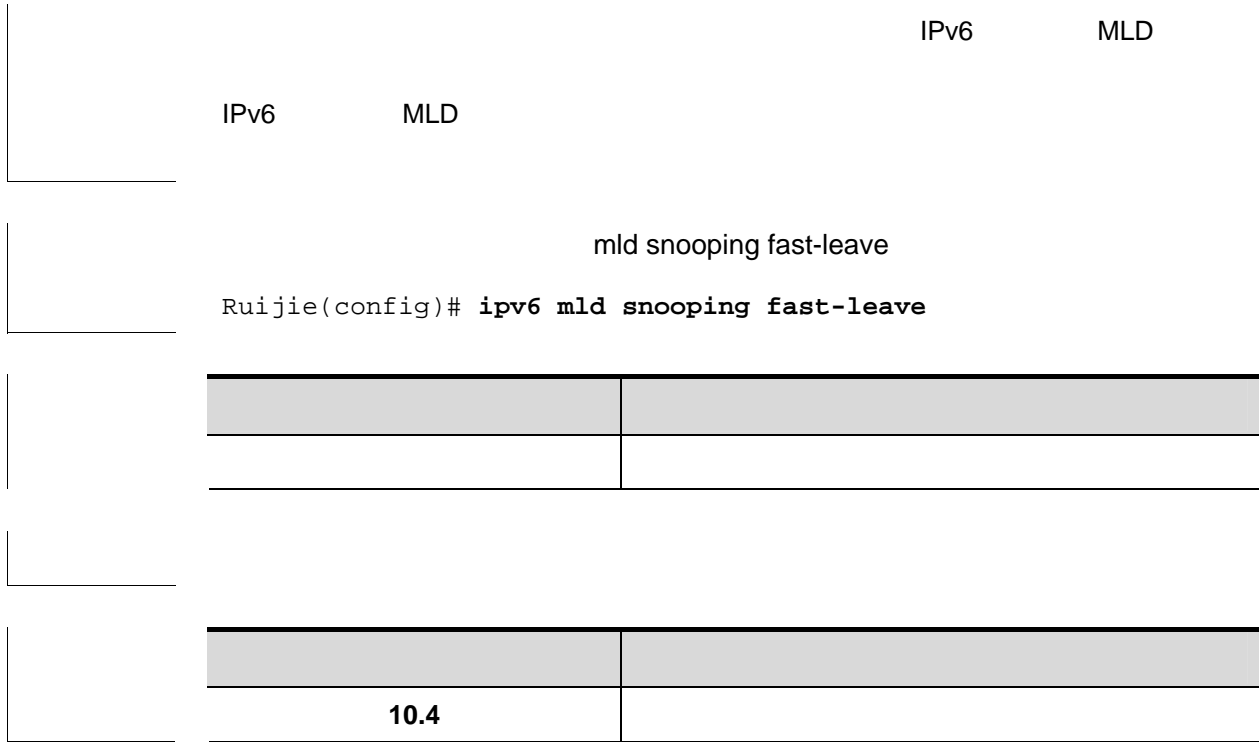 IPv6 MLD
IPv6 MLD
mld snooping fast-leave
Ruijie(config)# ipv6 mld snooping fast-leave
10.4